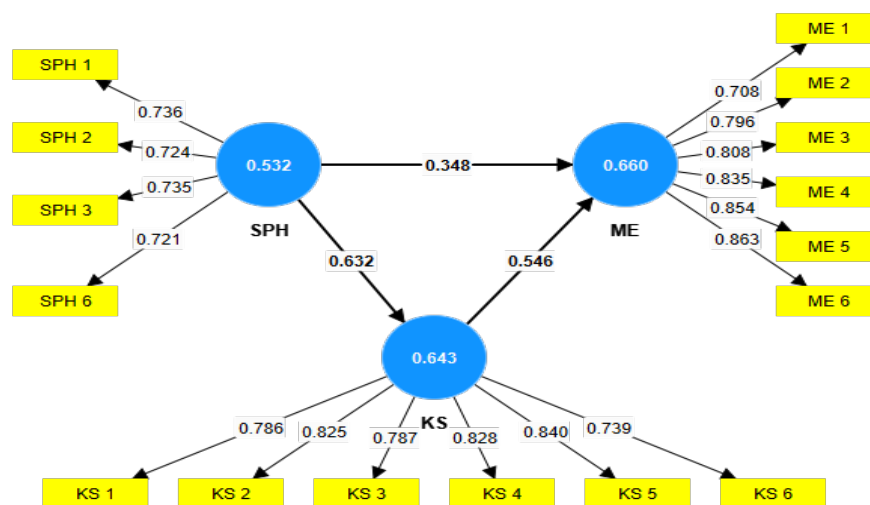 ME 1
SPH 1
ME 2
0.708
0.736
0.796
SPH 2
ME 3
0.724
0.808
0.532
0.348
0.660
0.735
0.835
ME 4
SPH 3
0.854
SPH
ME
0.721
0.863
ME 5
0.632
0.546
SPH 6
ME 6
0.643
KS
0.786
0.825
0.787
0.828
0.840
0.739
KS 1
KS 2
KS 3
KS 4
KS 5
KS 6